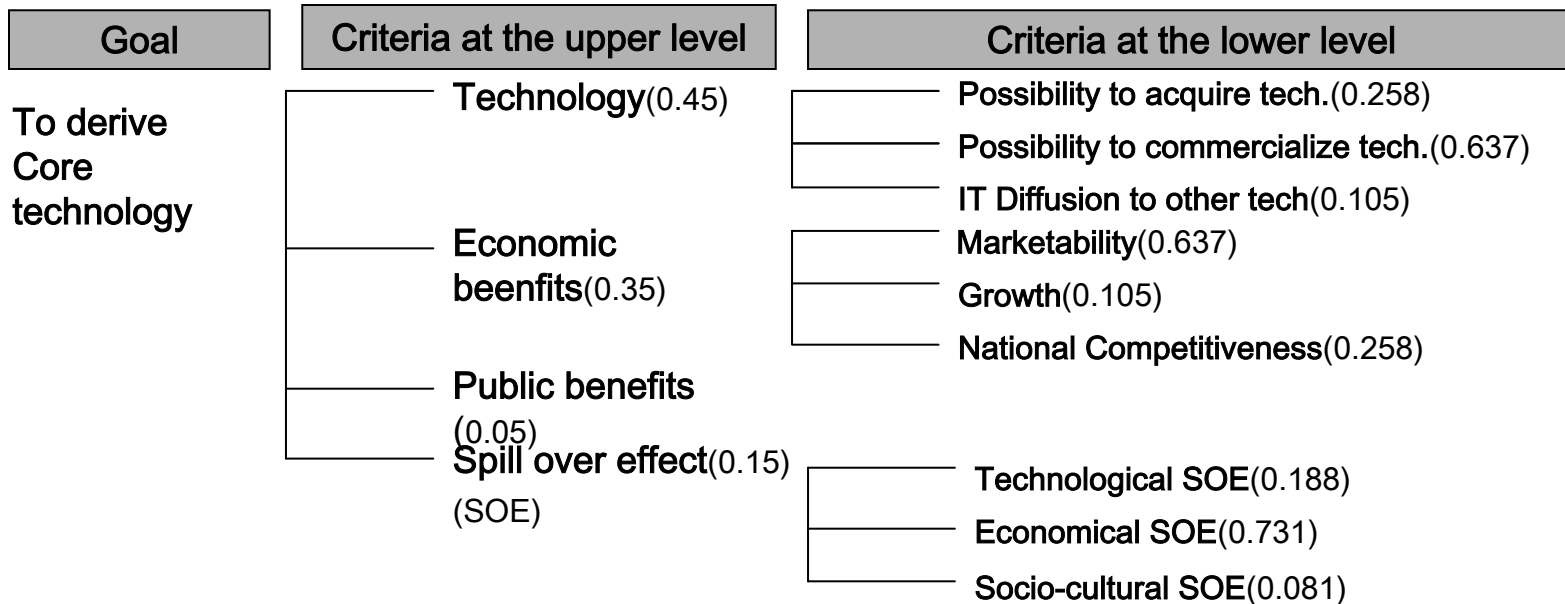 Goal
Criteria at the upper level
Criteria at the lower level
To derive
Core
technology
Technology(0.45)
Possibility to acquire tech.(0.258)
Possibility to commercialize tech.(0.637)
IT Diffusion to other tech(0.105)
Economic
beenfits(0.35)
Marketability(0.637)
Growth(0.105)
National Competitiveness(0.258)
Public benefits
(0.05)
Spill over effect(0.15)
(SOE)
Technological SOE(0.188)
Economical SOE(0.731)
Socio-cultural SOE(0.081)